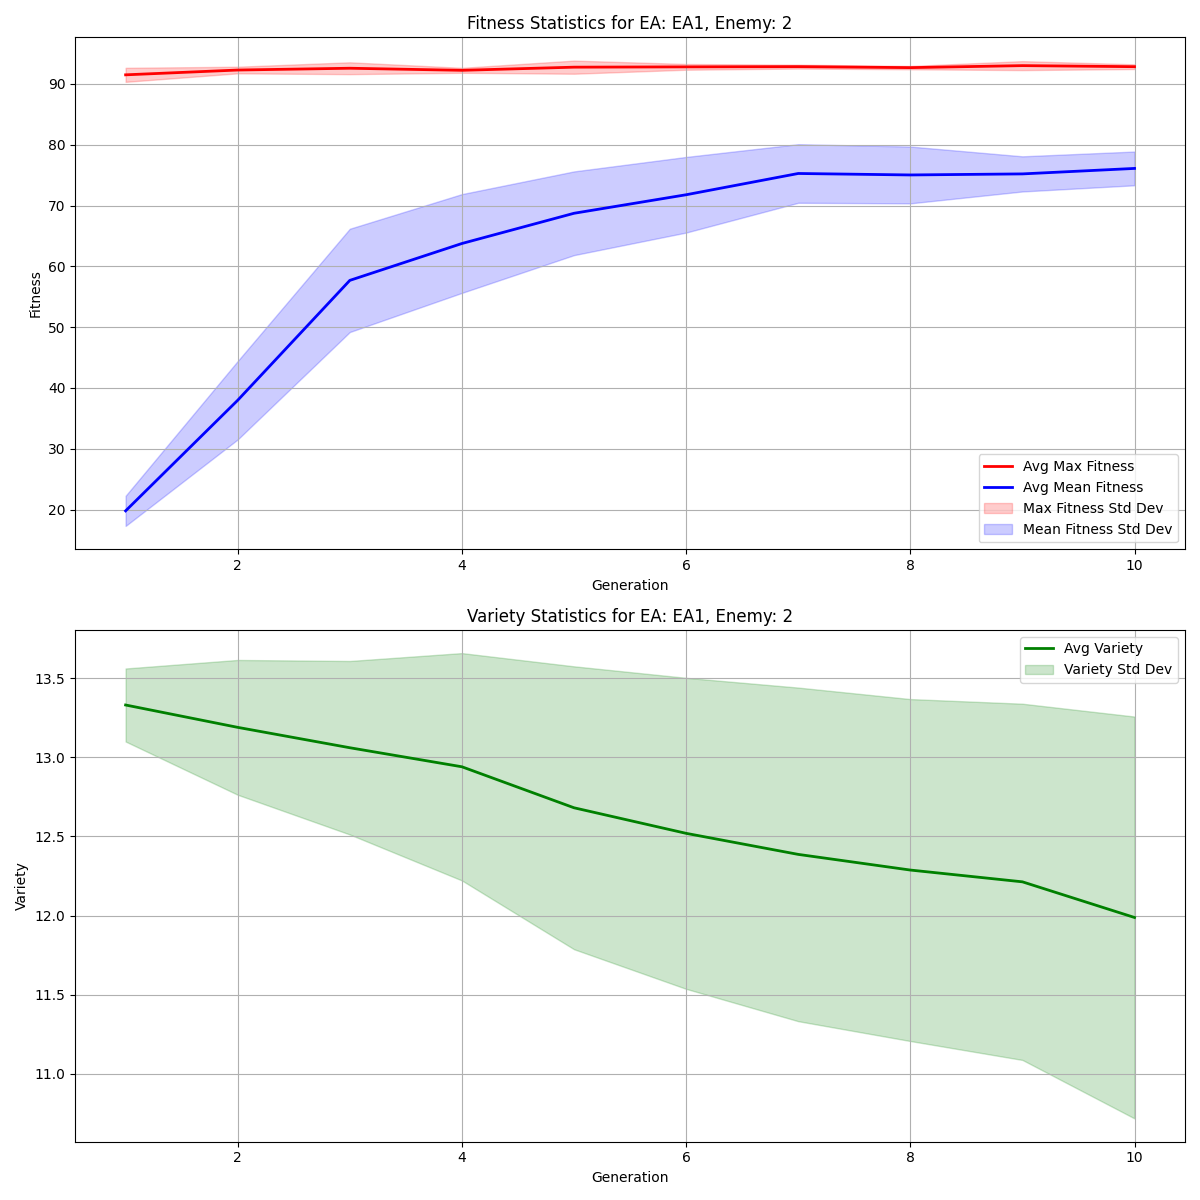 Fitness Statistics for EA: EA1, Enemy: 2
90
80
70
60
50
40
30
20
Fitness
Avg Max Fitness
Avg Mean Fitness
Max Fitness Std Dev
Mean Fitness Std Dev
2
4
6
8
10
Generation
Variety Statistics for EA: EA1, Enemy: 2
Avg Variety
Variety Std Dev
13.5
13.0
12.5
12.0
11.5
11.0
Variety
2
4
6
8
10
Generation